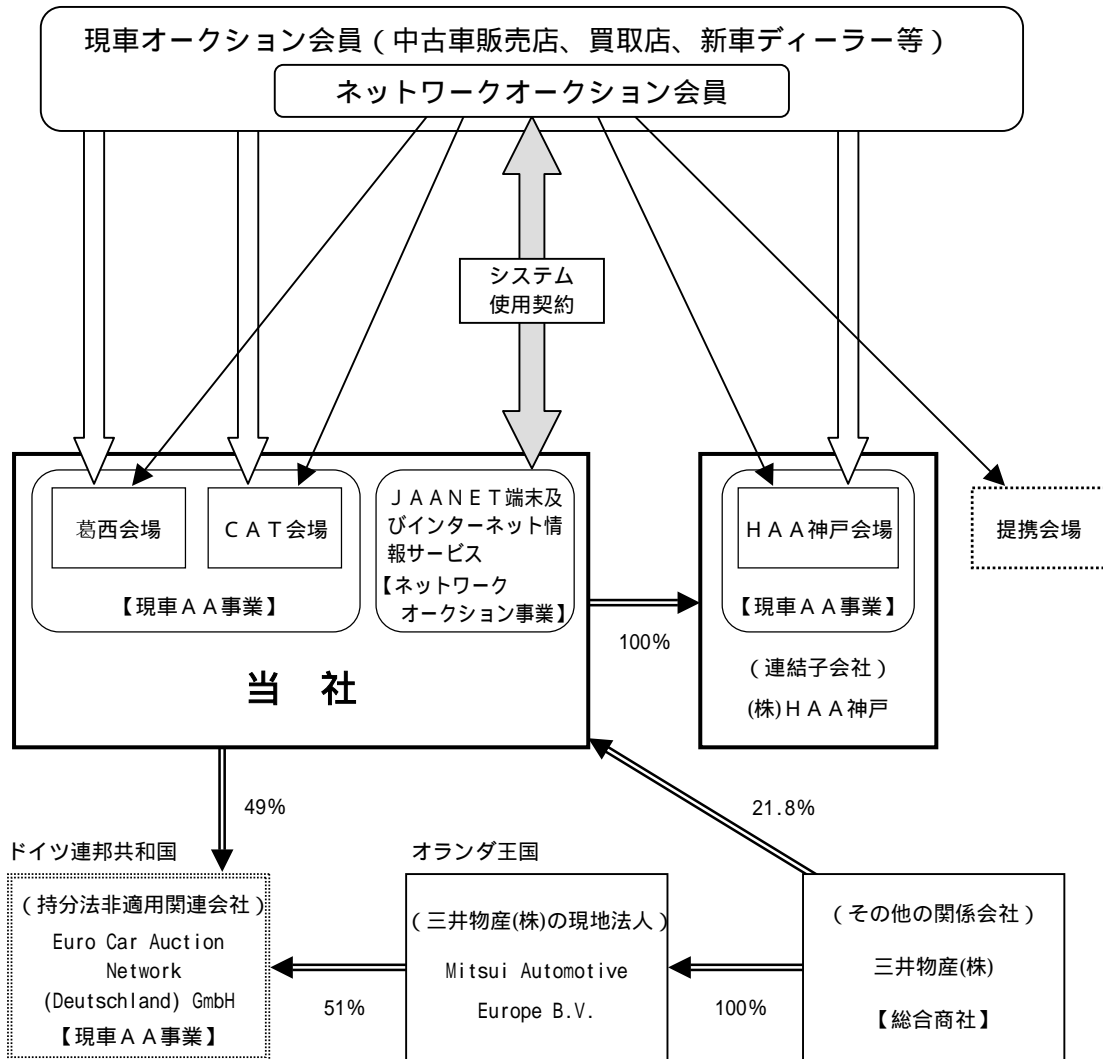 現車オークション会員（中古車販売店、買取店、新車ディーラー等）
ネットワークオークション会員
システム
使用契約
葛西会場
ＣＡＴ会場
【現車ＡＡ事業】
ＪＡＡＮＥＴ端末及
びインターネット情
報サービス
【ネットワーク
オークション事業】
当　社
100%
ＨＡＡ神戸会場
【現車ＡＡ事業】
（連結子会社）
(株)ＨＡＡ神戸
提携会場
49%
21.8%
ドイツ連邦共和国
（持分法非適用関連会社）
Euro Car Auction
Network
(Deutschland) GmbH
【現車ＡＡ事業】
51%
オランダ王国
（三井物産(株)の現地法人）
Mitsui Automotive
Europe B.V.
100%
（その他の関係会社）
三井物産(株)
【総合商社】